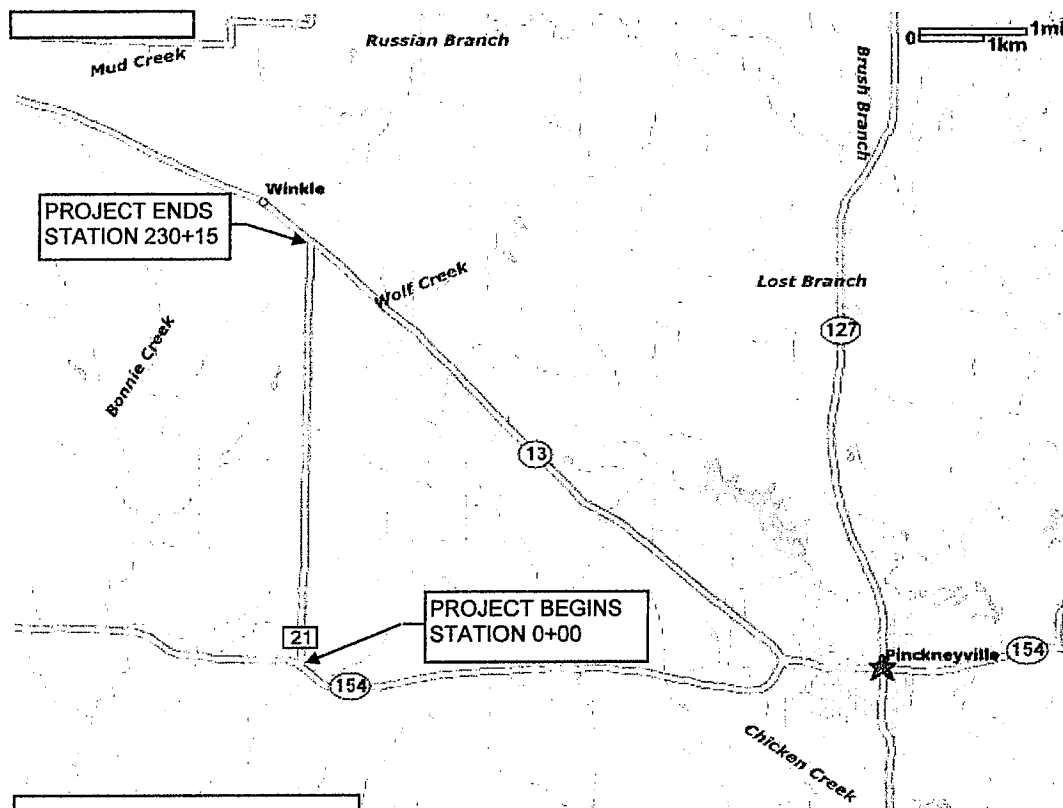 Mud Creek
Russian Branch
0
1mi
1km
Brush Branch
Winkle
PROJECT ENDS
STATION 230+15
Wolf Creek
Lost Branch
127
Bonnie Creek
13
PROJECT BEGINS
STATION 0+00
21
154
Pinckneyville
154
Chicken Creek